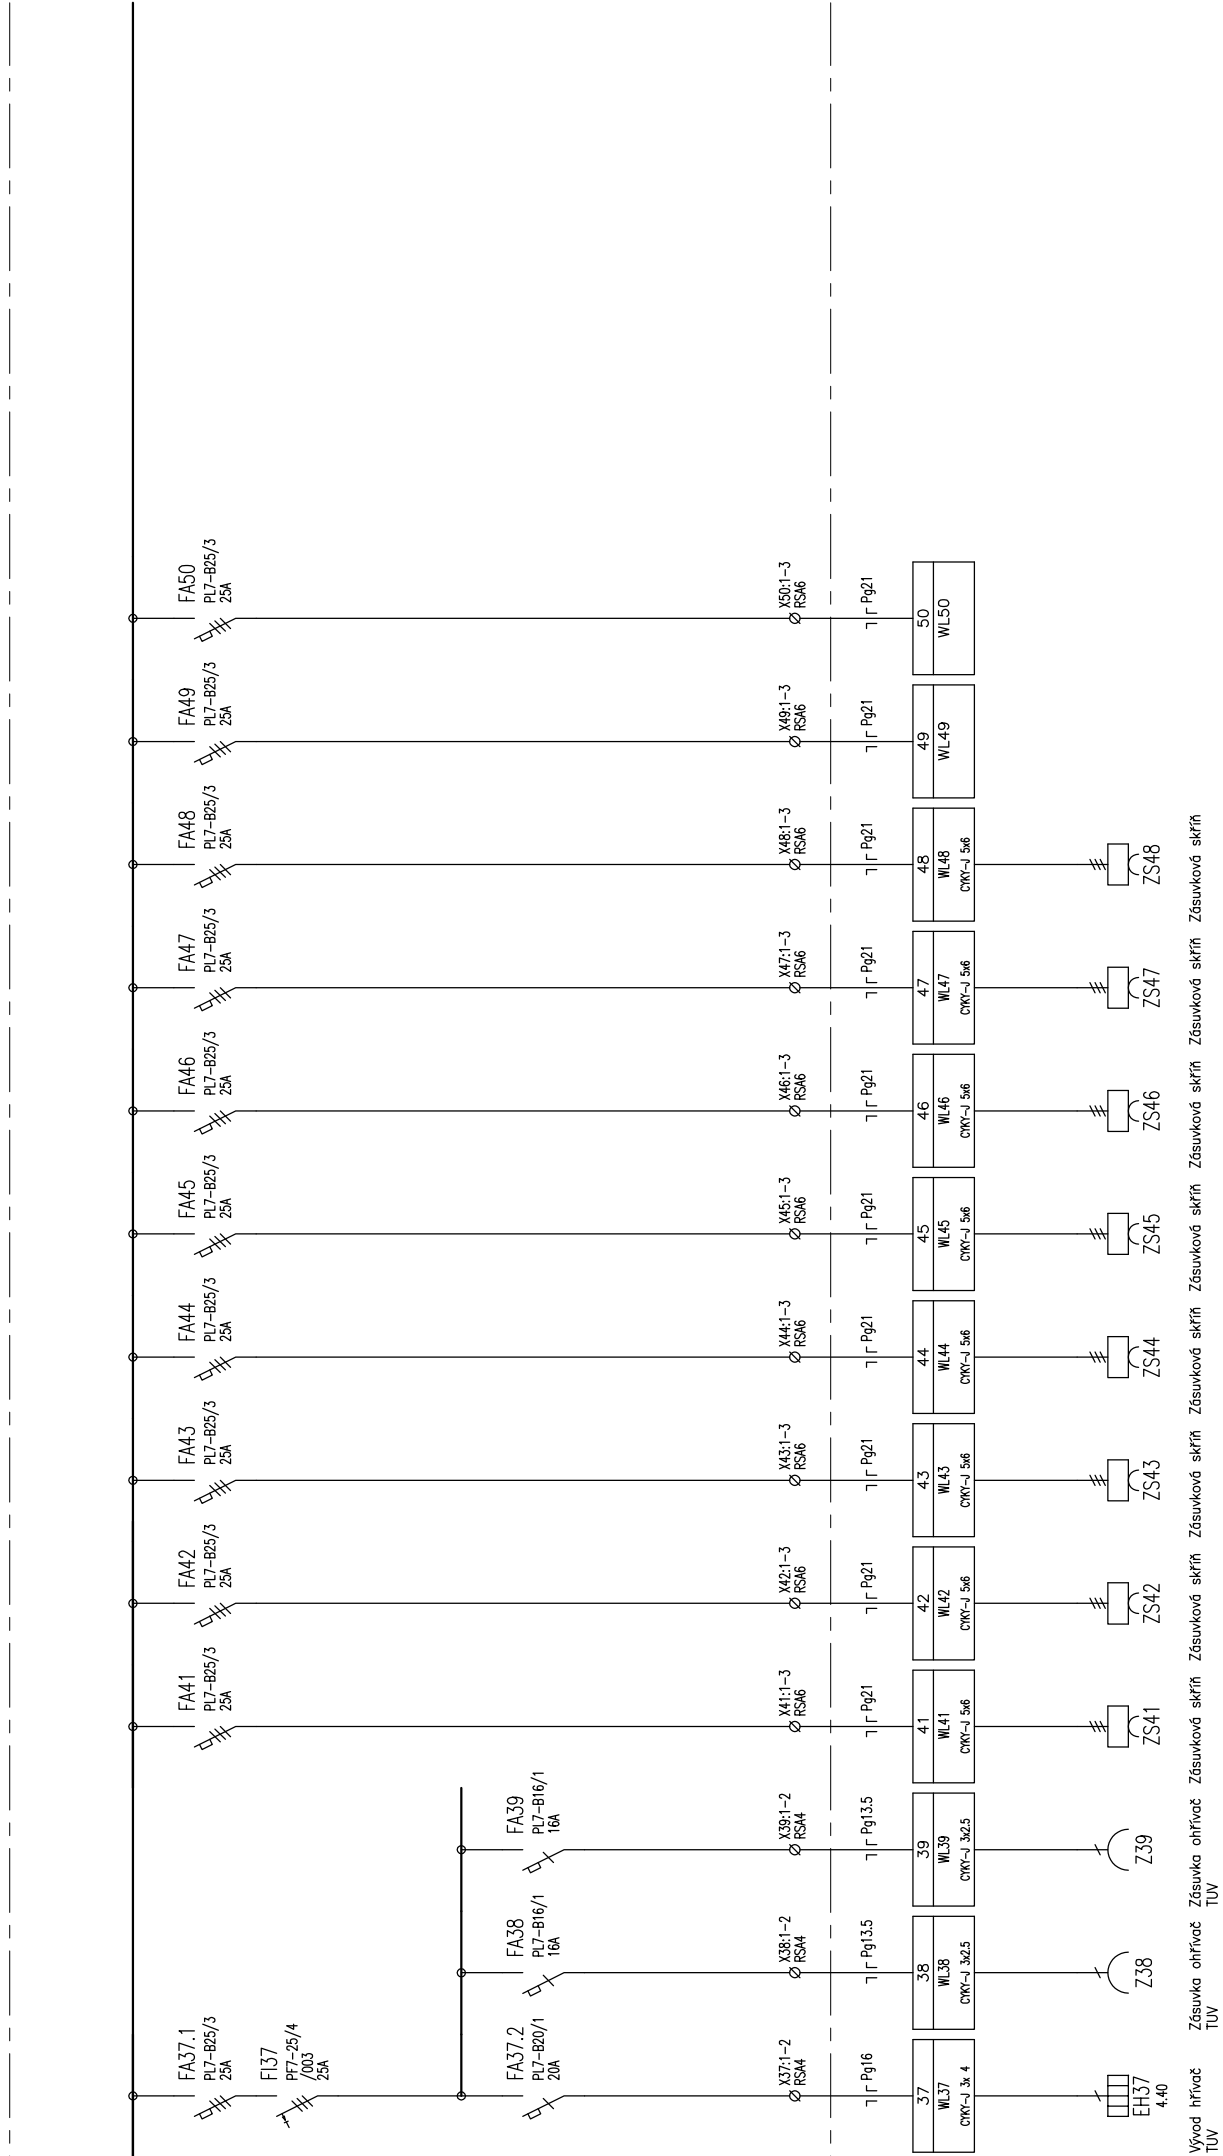 FA37.1
PL7-B25/3
25A
FI37
PF7-25/4
/003
25A
FA37.2
PL7-B20/1
20A
X37:1-2
RSA4
Pg16
37
WL37
CYKY-J 3x 4
EH37
4.40
Vývod hřívač
TUV
FA38
PL7-B16/1
16A
X38:1-2
RSA4
Pg13.5
38
WL38
CYKY-J 3x2.5
Z38
Zásuvka ohřívač
TUV
FA39
PL7-B16/1
16A
X39:1-2
RSA4
Pg13.5
39
WL39
CYKY-J 3x2.5
Z39
Zásuvka ohřívač
TUV
FA41
PL7-B25/3
25A
X41:1-3
RSA6
Pg21
41
WL41
CYKY-J 5x6
ZS41
Zásuvková skříň
FA42
PL7-B25/3
25A
X42:1-3
RSA6
Pg21
42
WL42
CYKY-J 5x6
ZS42
Zásuvková skříň
FA43
PL7-B25/3
25A
X43:1-3
RSA6
Pg21
43
WL43
CYKY-J 5x6
ZS43
Zásuvková skříň
FA44
PL7-B25/3
25A
X44:1-3
RSA6
Pg21
44
WL44
CYKY-J 5x6
ZS44
Zásuvková skříň
FA45
PL7-B25/3
25A
X45:1-3
RSA6
Pg21
45
WL45
CYKY-J 5x6
ZS45
Zásuvková skříň
FA46
PL7-B25/3
25A
X46:1-3
RSA6
Pg21
46
WL46
CYKY-J 5x6
ZS46
Zásuvková skříň
FA47
PL7-B25/3
25A
X47:1-3
RSA6
Pg21
47
WL47
CYKY-J 5x6
ZS47
Zásuvková skříň
FA48
PL7-B25/3
25A
X48:1-3
RSA6
Pg21
48
WL48
CYKY-J 5x6
ZS48
Zásuvková skříň
FA49
PL7-B25/3
25A
X49:1-3
RSA6
Pg21
49
WL49
FA50
PL7-B25/3
25A
X50:1-3
RSA6
Pg21
50
WL50